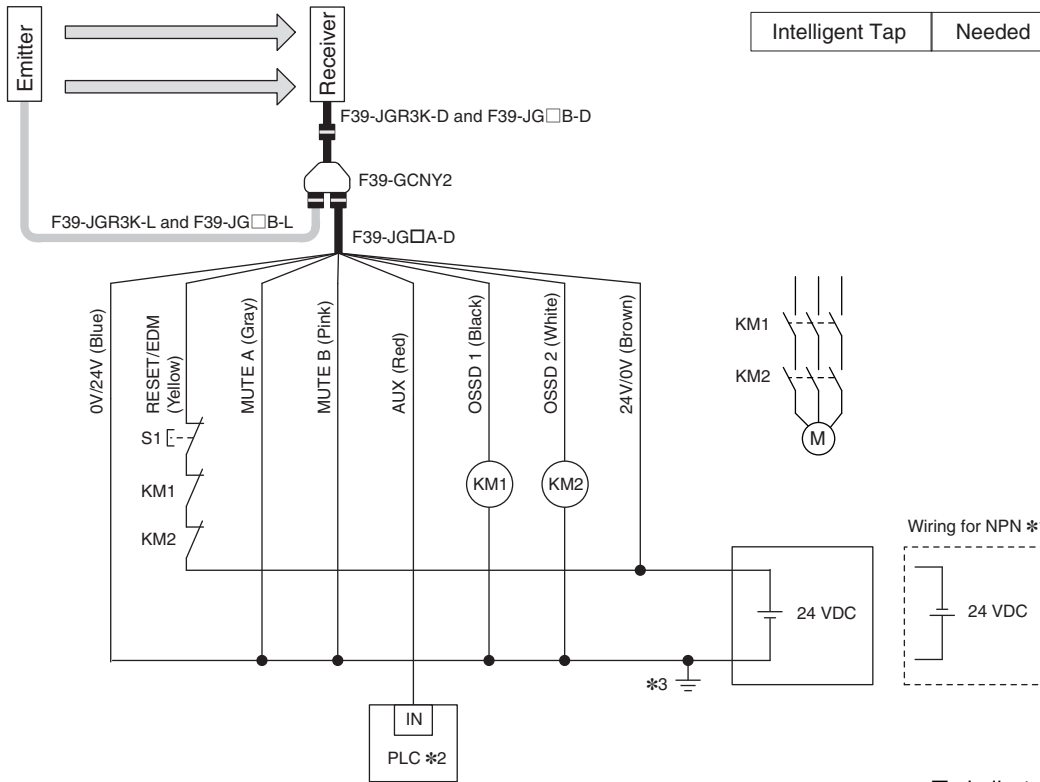 Emitter
Receiver
Intelligent Tap Needed
F39-JGR3K-D and F39-JG□B-D
F39-GCNY2
F39-JGR3K-L and F39-JG□B-L
F39-JG□A-D
0V/24V (Blue)
RESET/EDM
(Yellow)
MUTE A (Gray)
MUTE B (Pink)
AUX (Red)
OSSD 1 (Black)
OSSD 2 (White)
24V/0V (Brown)
S1
KM1
KM2
KM1
KM2
KM1
KM2
M
24 VDC
Wiring for NPN ✱
24 VDC
✱3
IN
PLC ✱2